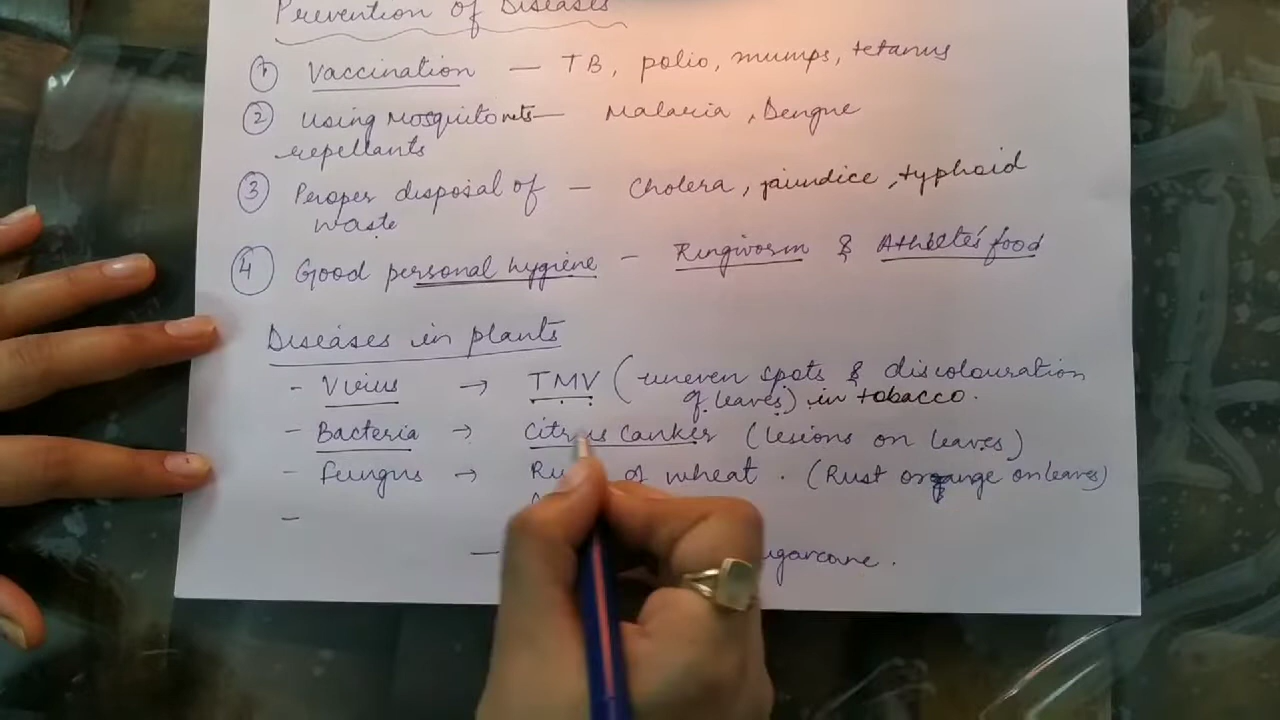 Prevention of Diseases
① Vaccination — TB, polio, mumps, tetanus
② Using Mosquito nets — Malaria, Dengue
repellants
③ Peroper disposal of — Cholera, jaundice, typhoid
waste
④ Good personal hygiene — Ringworm & Athlete's food
Diseases in plants
- Virus → TMV (uneven spots & discolouration
of leaves) in tobacco.
- Bacteria → Citrus Canker (lesions on leaves)
- Fungus → of wheat. (Rust orange on leaves)
-
—